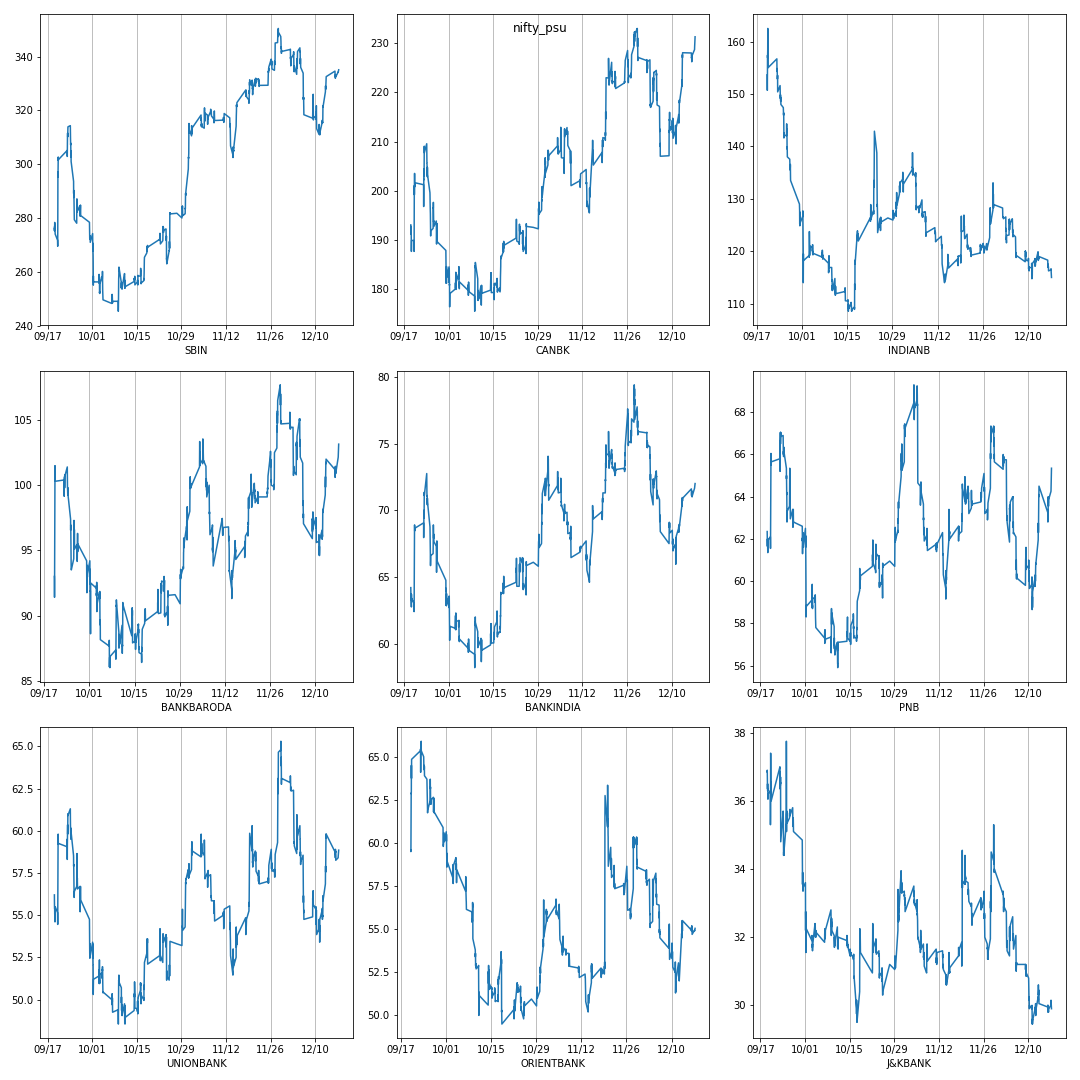 nifty_psu
340
320
300
280
260
240
09/17 10/01 10/15 10/29 11/12 11/26 12/10
SBIN
230
220
210
200
190
180
09/17 10/01 10/15 10/29 11/12 11/26 12/10
CANBK
160
150
140
130
120
110
09/17 10/01 10/15 10/29 11/12 11/26 12/10
INDIANB
105
100
95
90
85
09/17 10/01 10/15 10/29 11/12 11/26 12/10
BANKBARODA
80
75
70
65
60
09/17 10/01 10/15 10/29 11/12 11/26 12/10
BANKINDIA
68
66
64
62
60
58
56
09/17 10/01 10/15 10/29 11/12 11/26 12/10
PNB
65.0
62.5
60.0
57.5
55.0
52.5
50.0
09/17 10/01 10/15 10/29 11/12 11/26 12/10
UNIONBANK
65.0
62.5
60.0
57.5
55.0
52.5
50.0
09/17 10/01 10/15 10/29 11/12 11/26 12/10
ORIENTBANK
38
36
34
32
30
09/17 10/01 10/15 10/29 11/12 11/26 12/10
J&KBANK